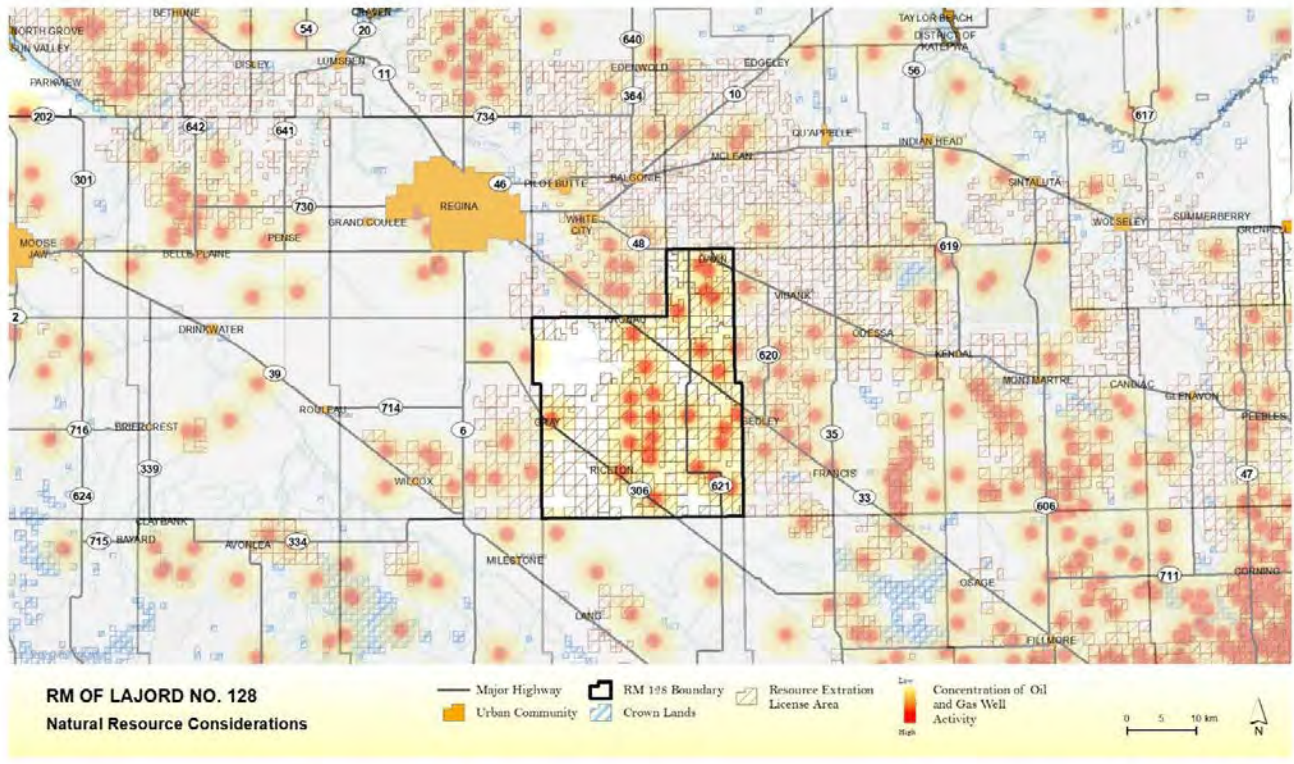 BETHUNE
CRAVEN
TAYLOR BEACH
NORTH GROVE
54
20
640
DISTRICT OF
KATEPWA
SUN VALLEY
DISLEY
LUMSDEN
11
EDENWOLD
EDGELEY
56
PARKVIEW
364
10
202
642
641
734
617
QU'APPELLE
INDIAN HEAD
MCLEAN
301
46
PILOT BUTTE
BALGONIE
SINTALUTA
730
REGINA
GRAND COULEE
WHITE
CITY
WOLSELEY
SUMMERBERRY
GRENFELL
MOOSE
JAW
PENSE
BELLE PLAINE
48
619
DAVIN
VIBANK
2
KRONAU
DRINKWATER
ODESSA
620
KENDAL
39
MONTMARTRE
CANDIAC
GLENAVON
ROULEAU
714
PEEBLES
716
BRIERCREST
6
GRAY
SEDLEY
35
339
RICETON
FRANCIS
47
WILCOX
306
621
33
606
624
CLAYBANK
715
BAYARD
AVONLEA
334
MILESTONE
711
CORNING
OSAGE
LAND
FILLMORE
RM OF LAJORD NO. 128
Natural Resource Considerations
Major Highway
Urban Community
RM 128 Boundary
Crown Lands
Resource Extration
License Area
Low
High
Concentration of Oil
and Gas Well
Activity
0 5 10 km
N